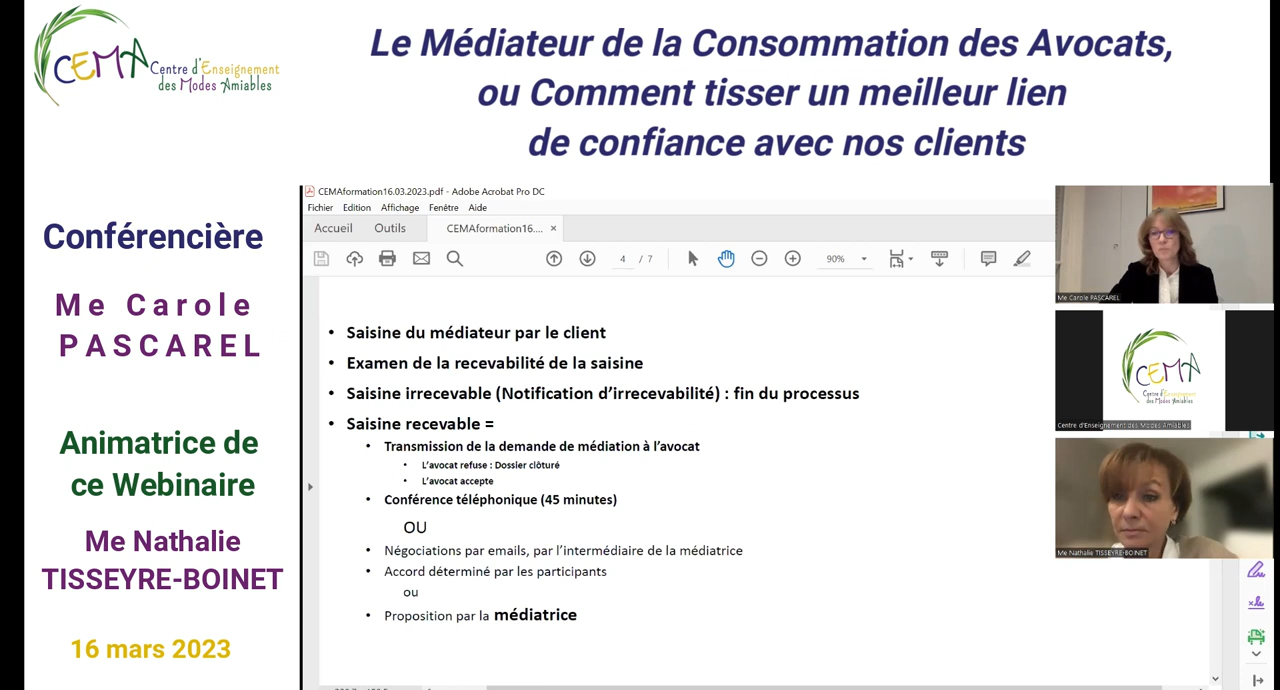 CEMA Centre d'Enseignement
des Modes Amiables
Le Médiateur de la Consommation des Avocats,
ou Comment tisser un meilleur lien
de confiance avec nos clients
Conférencière
Me Carole
PASCAREL
Animatrice de
ce Webinaire
Me Nathalie
TISSEYRE-BOINET
16 mars 2023
CEMAformation16.03.2023.pdf - Adobe Acrobat Pro DC
Fichier Edition Affichage Fenêtre Aide
Accueil Outils CEMAformation16.... ×
4 / 7 90%
• Saisine du médiateur par le client
• Examen de la recevabilité de la saisine
• Saisine irrecevable (Notification d'irrecevabilité) : fin du processus
• Saisine recevable =
• Transmission de la demande de médiation à l'avocat
• L'avocat refuse : Dossier clôturé
• L'avocat accepte
• Conférence téléphonique (45 minutes)
OU
• Négociations par emails, par l'intermédiaire de la médiatrice
• Accord déterminé par les participants
ou
• Proposition par la médiatrice
Me Carole PASCAREL
CEMA
Centre d'Enseignement
des Modes Amiables
Centre d'Enseignement des Modes Amiables
Me Nathalie TISSEYRE-BOINET